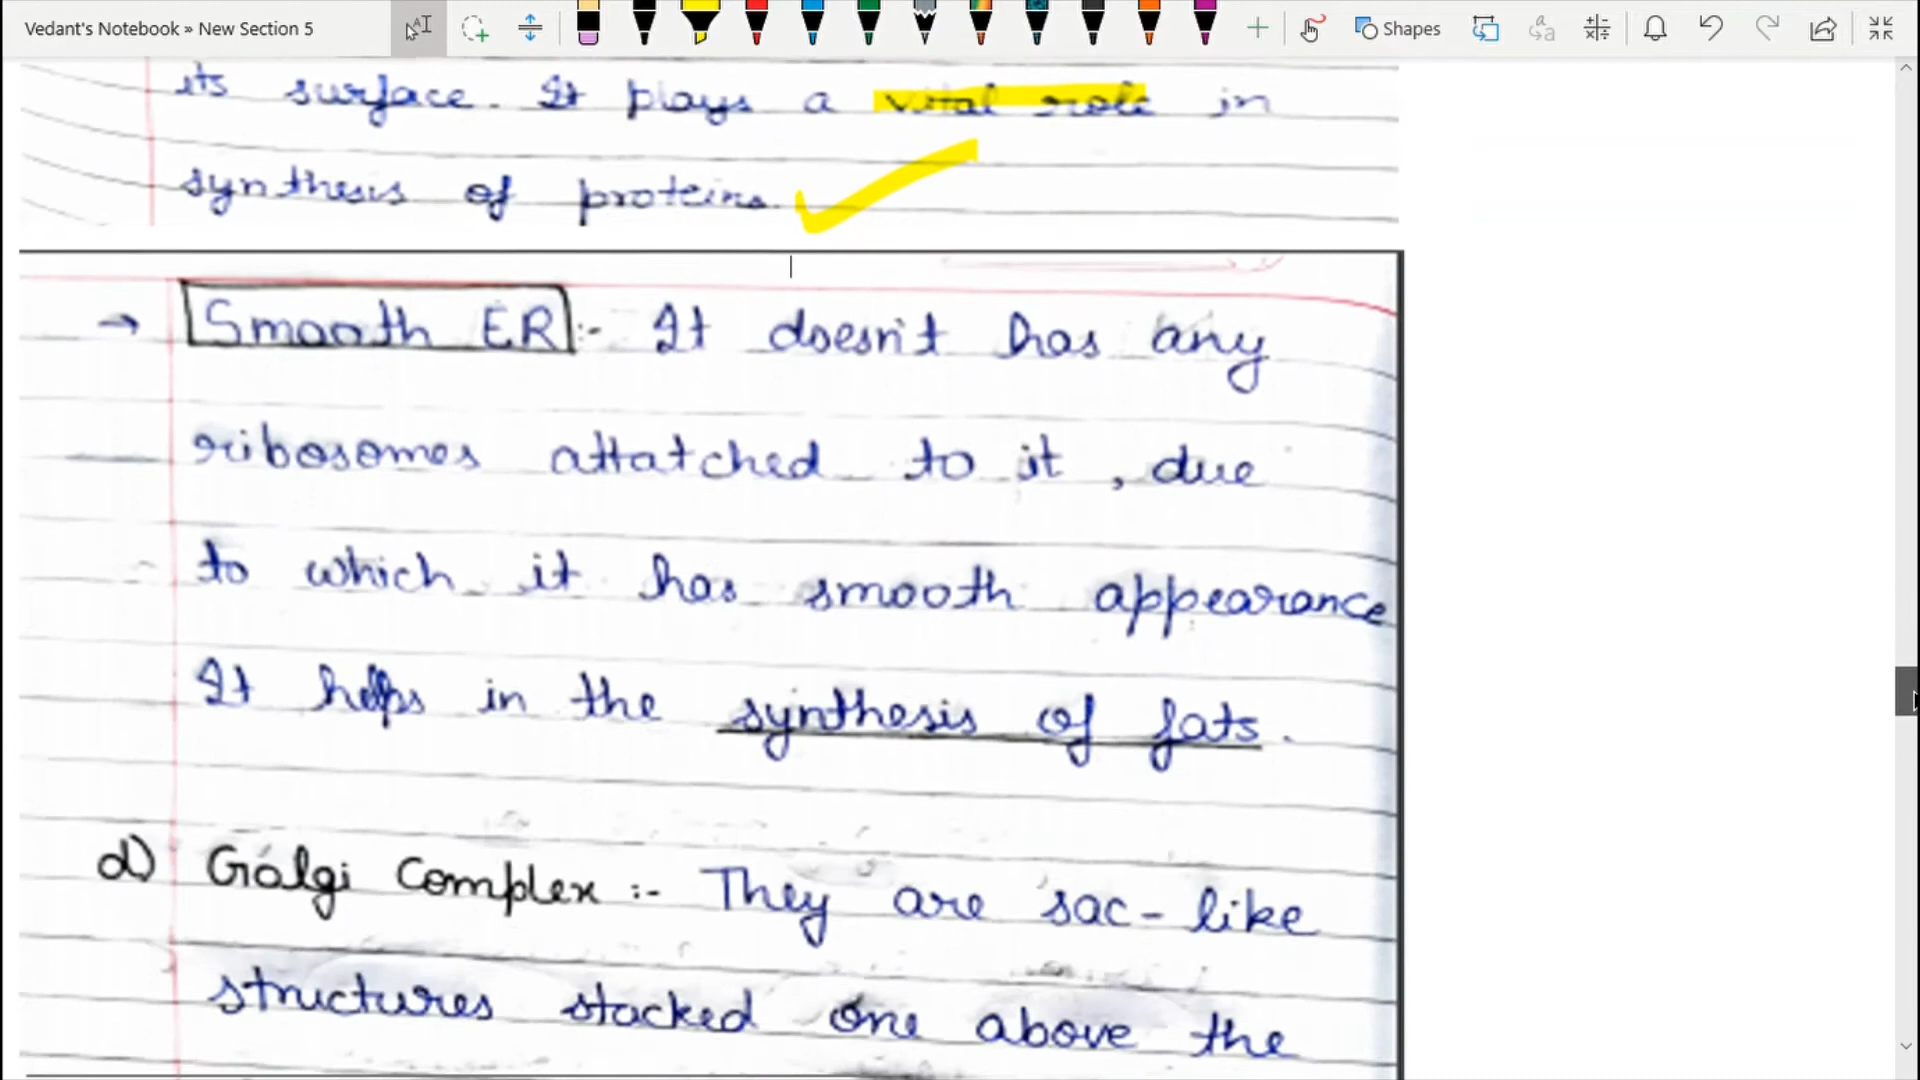 Vedant's Notebook » New Section 5
Shapes
its surface. It plays a vital role in
synthesis of proteins.
→ Smooth ER :- It doesn't has any
ribosomes attatched to it, due
to which it has smooth appearance
It helps in the synthesis of fats.
d) Golgi Complex :- They are sac-like
structures stacked one above the